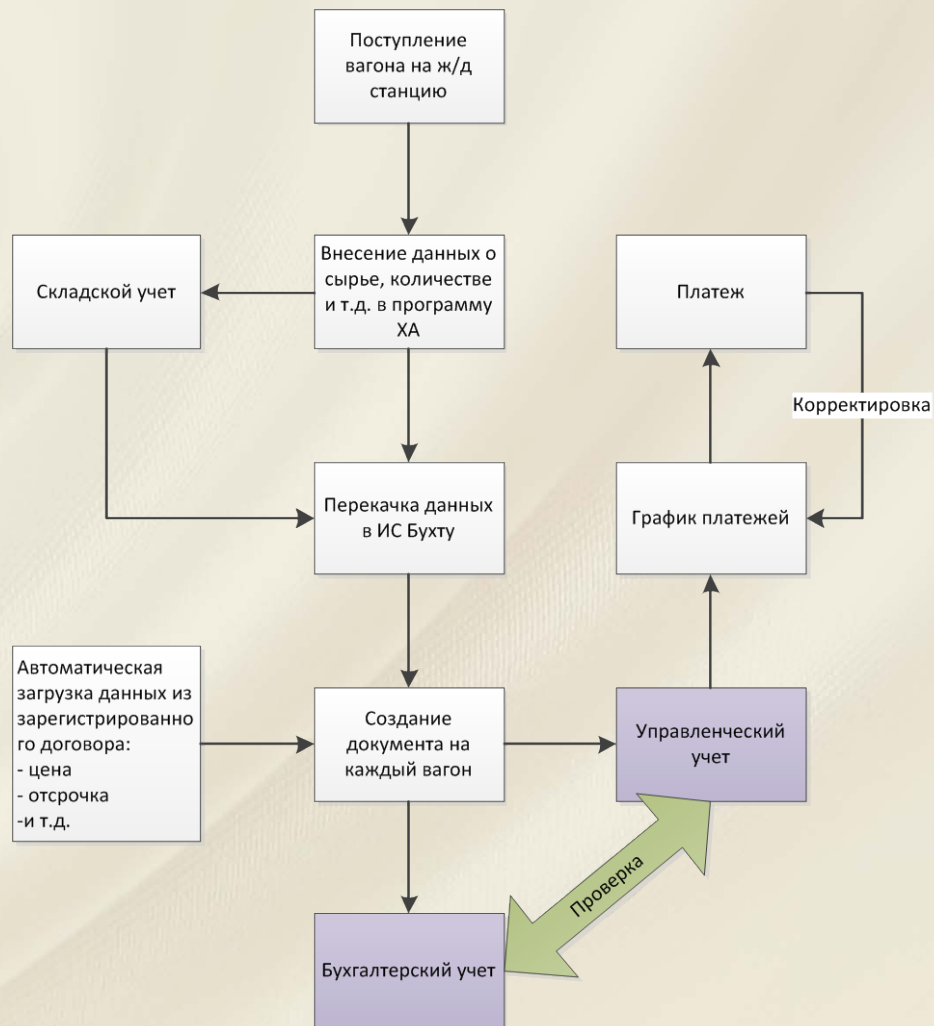 Поступление
вагона на ж/д
станцию
Складской учет
Внесение данных о
сырье, количестве
и т.д. в программу
ХА
Платеж
Корректировка
Перекачка данных
в ИС Бухту
График платежей
Автоматическая
загрузка данных из
зарегистрированно
го договора:
- цена
- отсрочка
-и т.д.
Создание
документа на
каждый вагон
Управленческий
учет
Проверка
Бухгалтерский учет